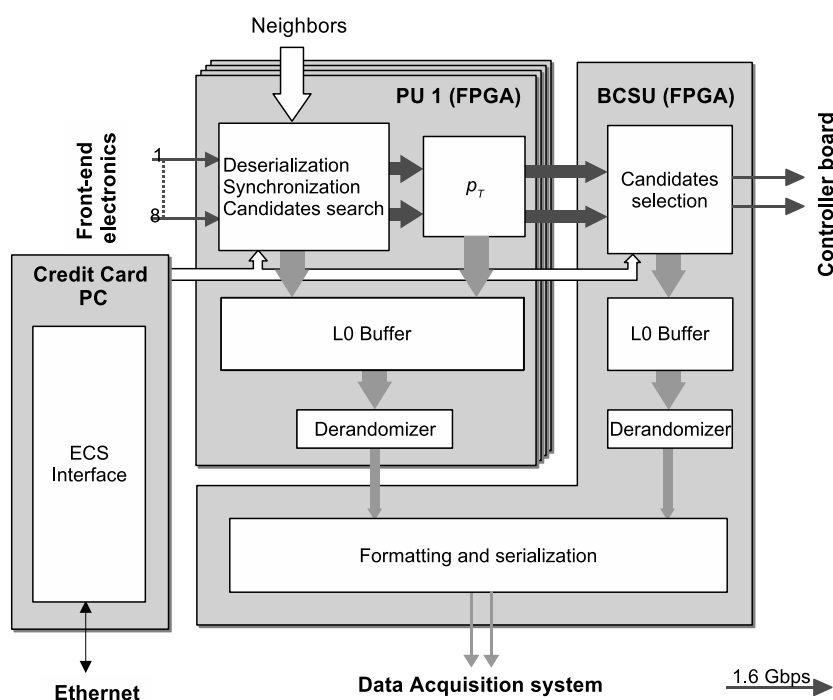 Neighbors
PU 1 (FPGA)
BCSU (FPGA)
Front-end
electronics
1
8
Deserialization
Synchronization
Candidates search
pT
Candidates
selection
Controller board
Credit Card
PC
L0 Buffer
L0 Buffer
Derandomizer
Derandomizer
ECS
Interface
Formatting and serialization
Ethernet
Data Acquisition system
1.6 Gbps